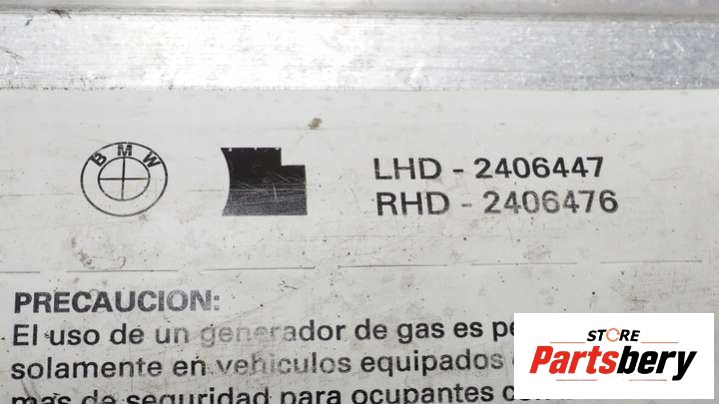 BMW
LHD - 2406447
RHD - 2406476
PRECAUCION:
El uso de un generador de gas es
solamente en vehiculos equipados
mas de seguridad para ocupantes
STORE
Partsbery